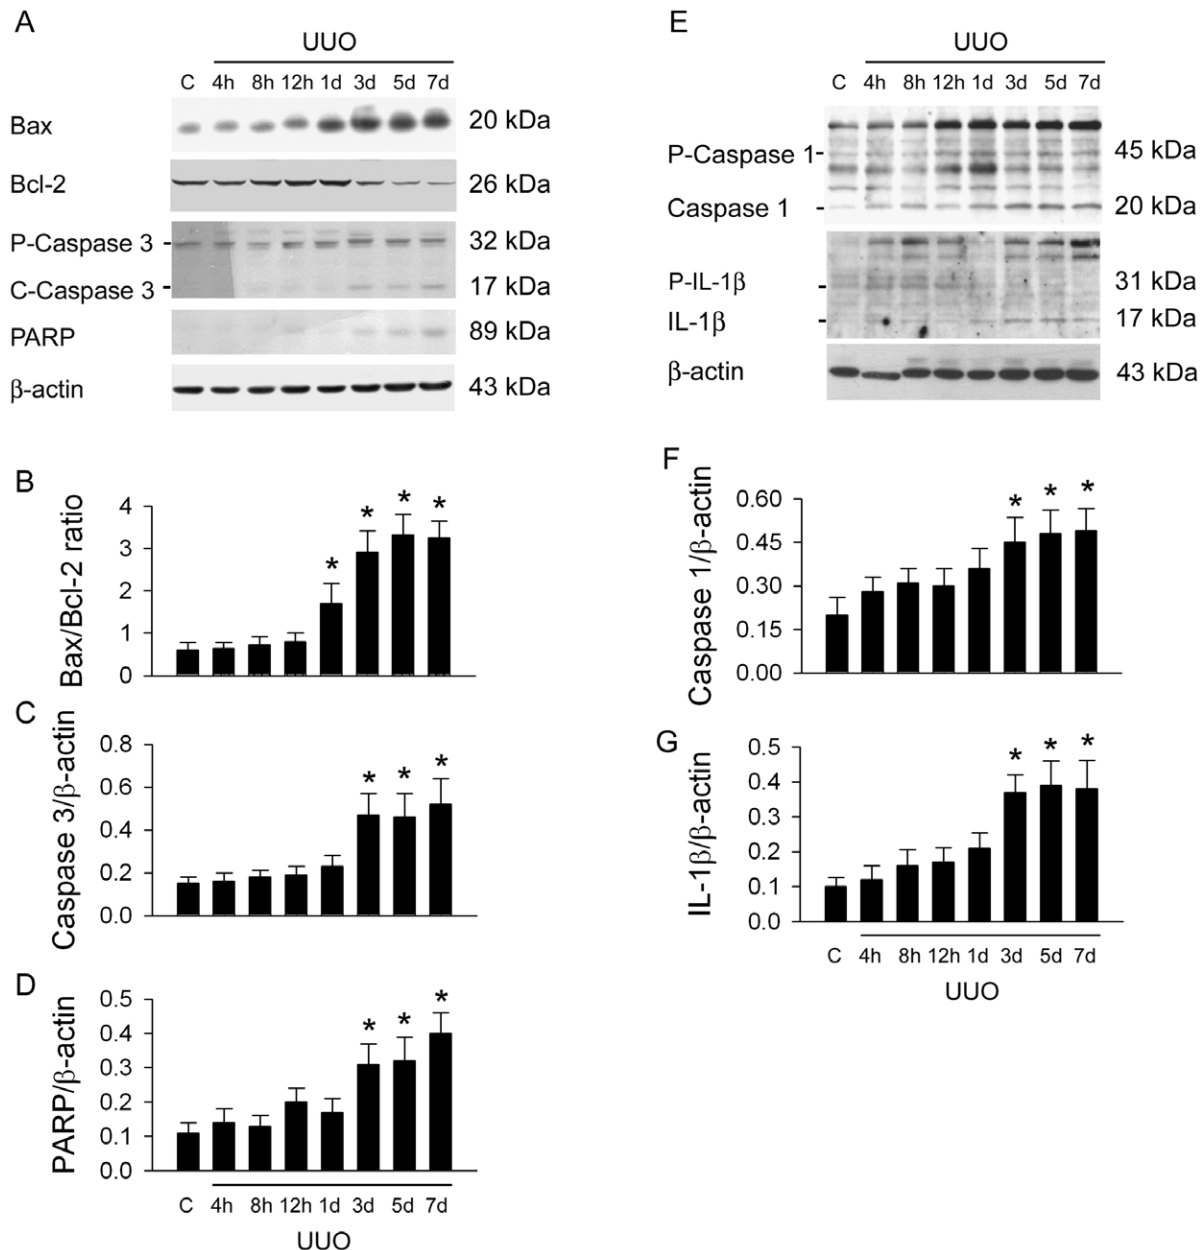 A
UUO
C 4h 8h 12h 1d 3d 5d 7d
Bax 20 kDa
Bcl-2 26 kDa
P-Caspase 3 32 kDa
C-Caspase 3 17 kDa
PARP 89 kDa
β-actin 43 kDa
B
Bax/Bcl-2 ratio
4
3
2
1
0
* * * *
C
Caspase 3/β-actin
0.8
0.6
0.4
0.2
0.0
* * *
D
PARP/β-actin
0.5
0.4
0.3
0.2
0.1
0.0
* * *
C 4h 8h 12h 1d 3d 5d 7d
UUO
E
UUO
C 4h 8h 12h 1d 3d 5d 7d
P-Caspase 1 45 kDa
Caspase 1 20 kDa
P-IL-1β 31 kDa
IL-1β 17 kDa
β-actin 43 kDa
F
Caspase 1/β-actin
0.60
0.45
0.30
0.15
0.00
* * *
G
IL-1β/β-actin
0.5
0.4
0.3
0.2
0.1
0.0
* * *
C 4h 8h 12h 1d 3d 5d 7d
UUO